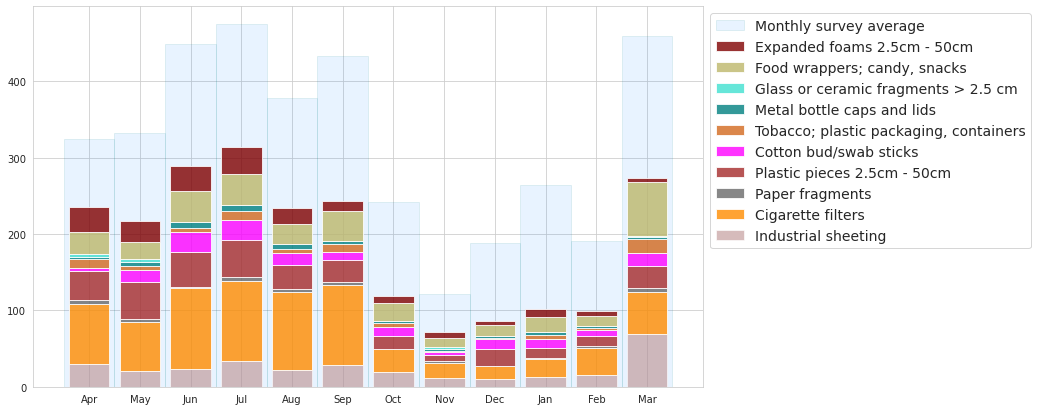 400
300
200
100
0
Apr May Jun Jul Aug Sep Oct Nov Dec Jan Feb Mar
Monthly survey average
Expanded foams 2.5cm - 50cm
Food wrappers; candy, snacks
Glass or ceramic fragments > 2.5 cm
Metal bottle caps and lids
Tobacco; plastic packaging, containers
Cotton bud/swab sticks
Plastic pieces 2.5cm - 50cm
Paper fragments
Cigarette filters
Industrial sheeting